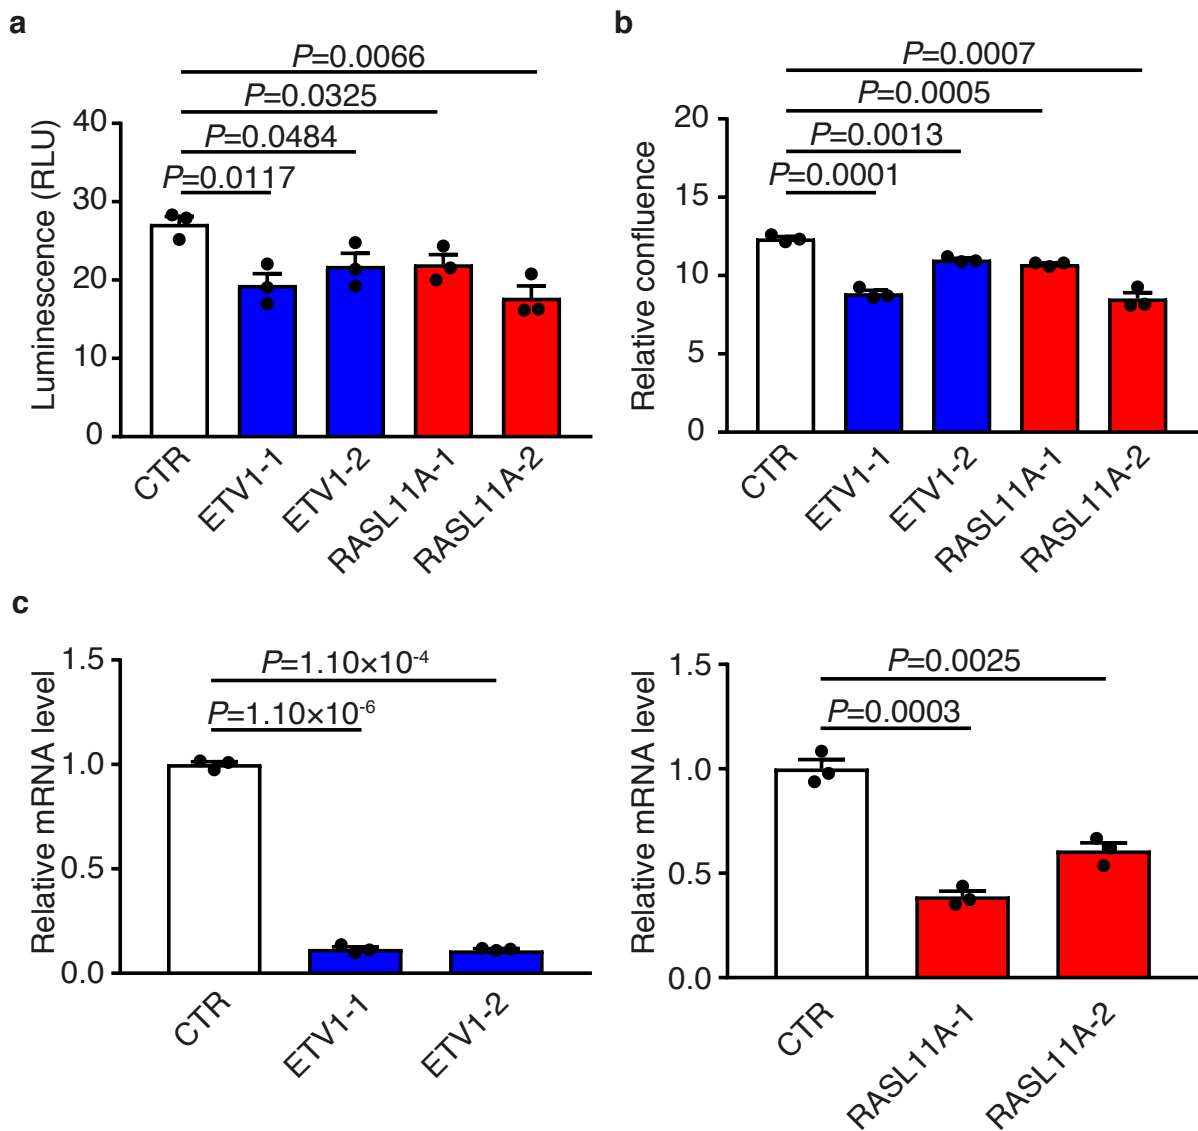 a
P=0.0066
P=0.0325
P=0.0484
P=0.0117
Luminescence (RLU)
40
30
20
10
0
CTR
ETV1-1
ETV1-2
RASL11A-1
RASL11A-2
b
P=0.0007
P=0.0005
P=0.0013
P=0.0001
Relative confluence
20
15
10
5
0
CTR
ETV1-1
ETV1-2
RASL11A-1
RASL11A-2
c
P=1.10×10⁻⁴
P=1.10×10⁻⁶
Relative mRNA level
1.5
1.0
0.5
0.0
CTR
ETV1-1
ETV1-2
P=0.0025
P=0.0003
Relative mRNA level
1.5
1.0
0.5
0.0
CTR
RASL11A-1
RASL11A-2